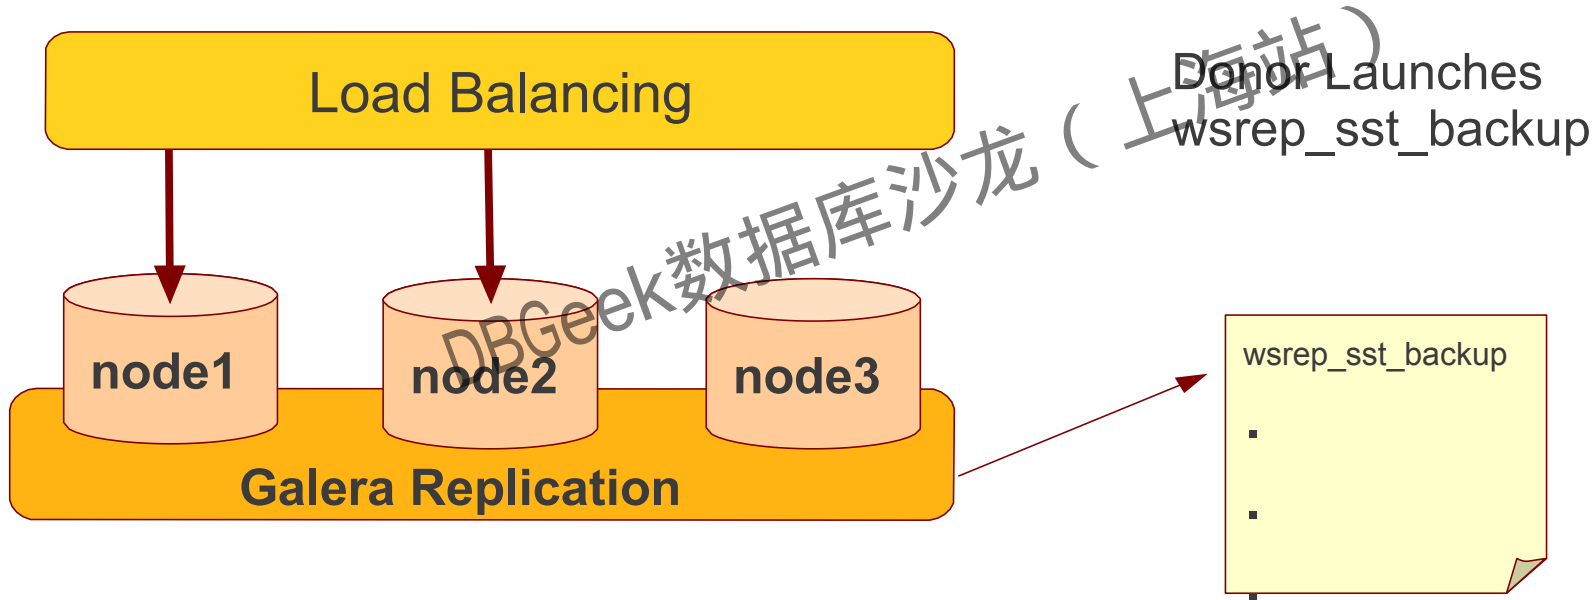 Load Balancing
Donor Launches
wsrep_sst_backup
DBGeek数据库沙龙（上海站）
node1
node2
node3
Galera Replication
wsrep_sst_backup